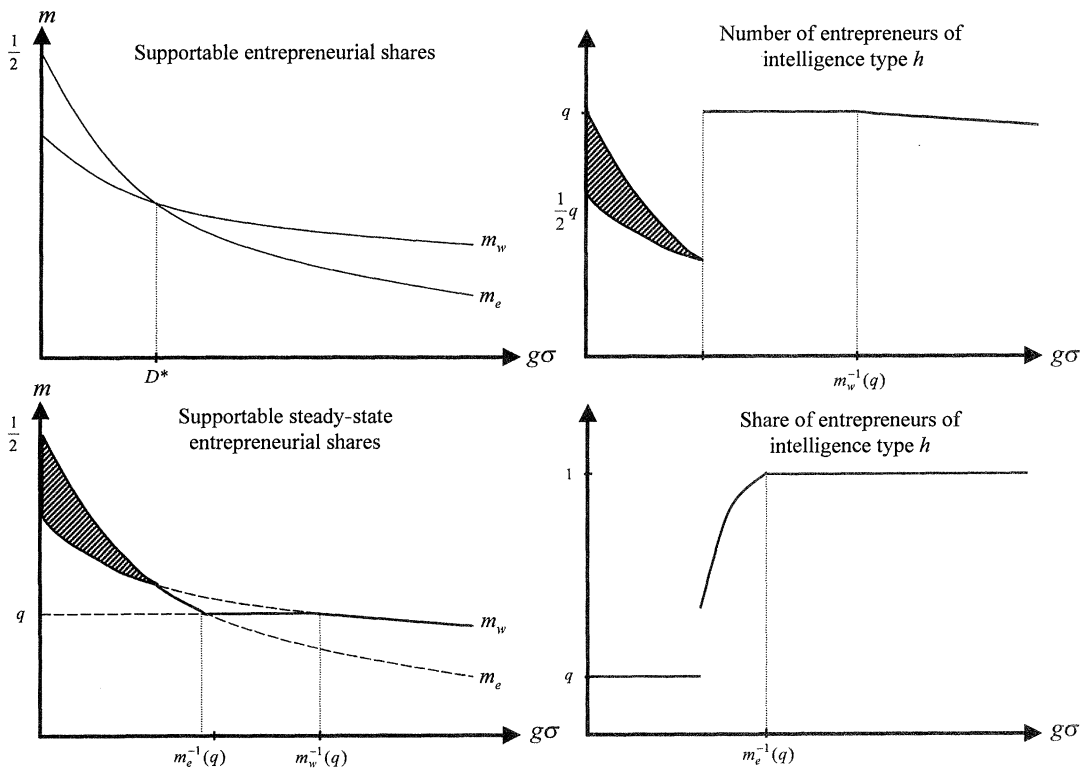 m
1/2
Supportable entrepreneurial shares
m_w
m_e
gσ
D*
Number of entrepreneurs of
intelligence type h
q
1/2 q
gσ
m_w^{-1}(q)
m
1/2
Supportable steady-state
entrepreneurial shares
q
m_w
m_e
gσ
m_e^{-1}(q)
m_w^{-1}(q)
Share of entrepreneurs of
intelligence type h
1
q
gσ
m_e^{-1}(q)